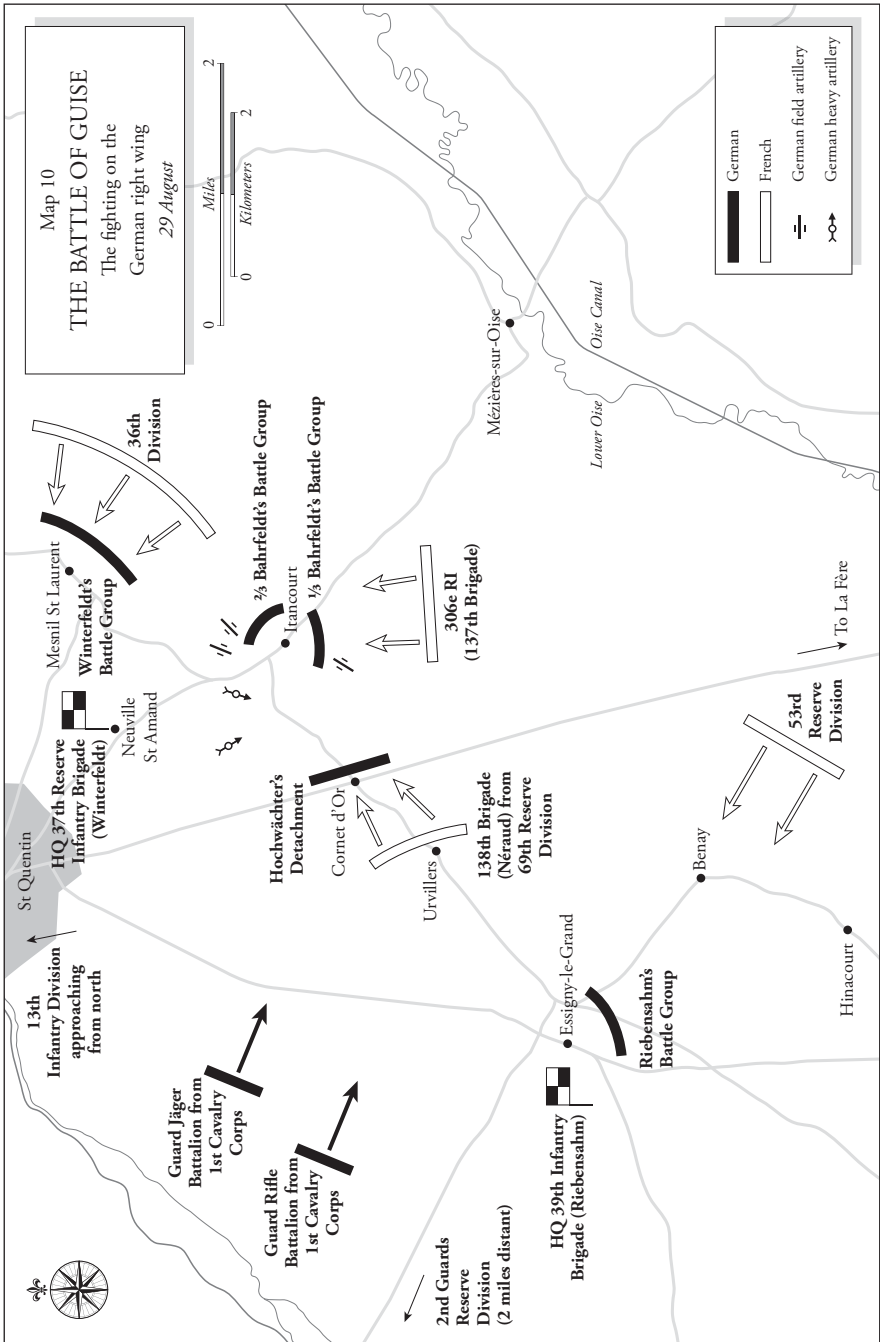 Map 10
THE BATTLE OF GUISE
The fighting on the
German right wing
29 August
0
2
Miles
0
2
Kilometers
German
French
German field artillery
German heavy artillery
St Quentin
13th
Infantry Division
approaching
from north
HQ 37th Reserve
Infantry Brigade
(Winterfeldt)
Neuville
St Amand
Mesnil St Laurent
Winterfeldt's
Battle Group
36th
Division
Guard Jäger
Battalion from
1st Cavalry
Corps
Guard Rifle
Battalion from
1st Cavalry
Corps
2nd Guards
Reserve
Division
(2 miles distant)
Hochwächter's
Detachment
Cornet d'Or
Urvillers
138th Brigade
(Néraud) from
69th Reserve
Division
⅔ Bahrfeldt's Battle Group
Itancourt
⅓ Bahrfeldt's Battle Group
306e RI
(137th Brigade)
Mézières-sur-Oise
Lower Oise
Oise Canal
HQ 39th Infantry
Brigade (Riebensahm)
Essigny-le-Grand
Riebensahm's
Battle Group
Benay
Hinacourt
53rd
Reserve
Division
To La Fère